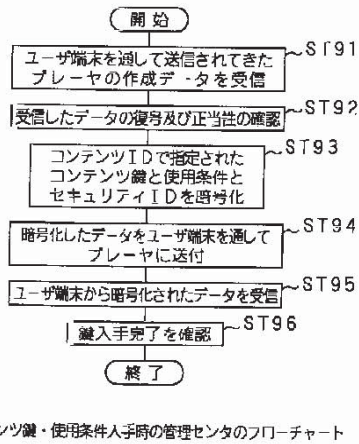 開始
ユーザ端末を通して送信されてきた
プレーヤの作成データを受信
ST91
受信したデータの復号及び正当性の確認
ST92
コンテンツIDで指定された
コンテンツ鍵と使用条件と
セキュリティIDを暗号化
ST93
暗号化したデータをユーザ端末を通して
プレーヤに送付
ST94
ユーザ端末から暗号化されたデータを受信
ST95
鍵入手完了を確認
ST96
終了
ンツ鍵・使用条件入手時の管理センタのフローチャート